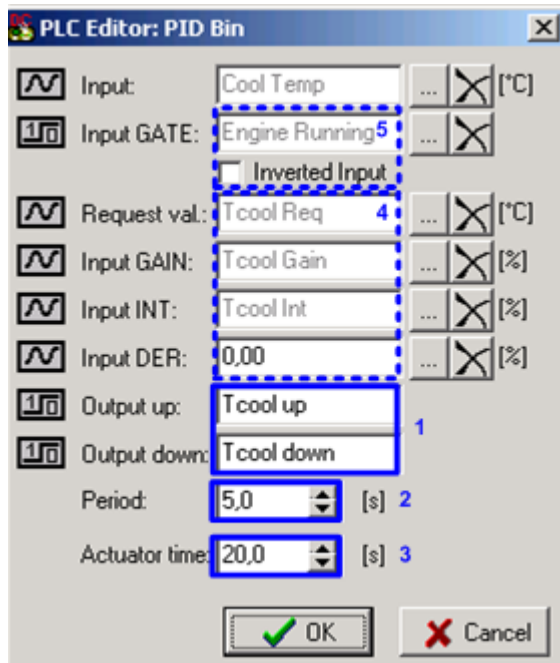 PLC Editor: PID Bin
Input: Cool Temp ... [°C]
Input GATE: Engine Running 5 ...
Inverted Input
Request val.: Tcool Req 4 ... [°C]
Input GAIN: Tcool Gain ... [%]
Input INT: Tcool Int ... [%]
Input DER: 0,00 ... [%]
Output up: Tcool up
1
Output down: Tcool down
Period: 5,0 [s] 2
Actuator time: 20,0 [s] 3
OK Cancel